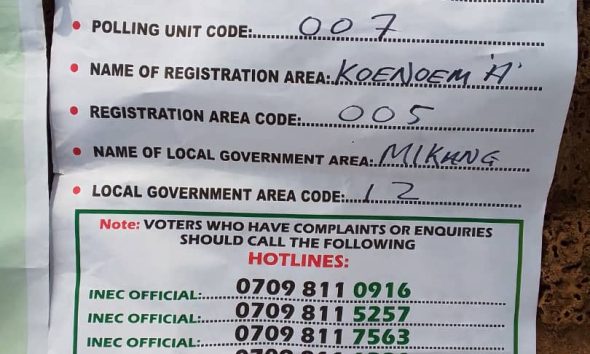 POLLING UNIT CODE:......007
NAME OF REGISTRATION AREA: KOENOEM 'A'
REGISTRATION AREA CODE:......005
NAME OF LOCAL GOVERNMENT AREA: MIKANG
LOCAL GOVERNMENT AREA CODE:....12
Note: VOTERS WHO HAVE COMPLAINTS OR ENQUIRIES
SHOULD CALL THE FOLLOWING
HOTLINES:
INEC OFFICIAL:......0709 811 0916
INEC OFFICIAL:......0709 811 5257
INEC OFFICIAL:......0709 811 7563